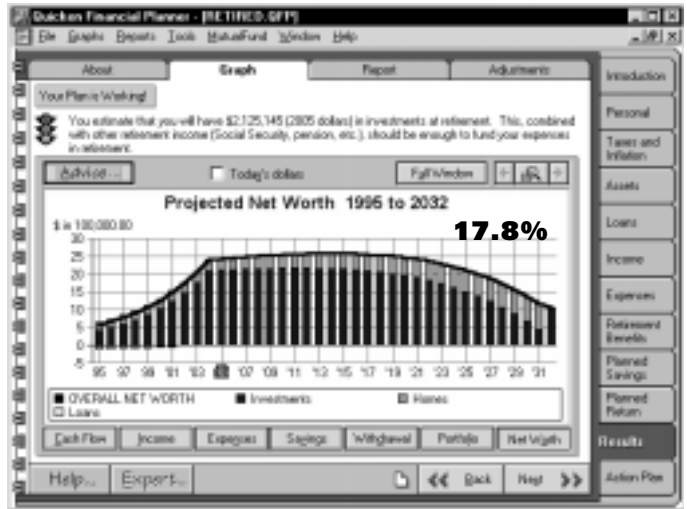 Quicken Financial Planner - [RETIRED.QFP]
File Graphs Reports Tools MutualFund Window Help
About Graph Report Adjustments
Your Plan is Working!
You estimate that you will have $2,125,145 (2005 dollars) in investments at retirement. This, combined
with other retirement income (Social Security, pension, etc.), should be enough to fund your expenses
in retirement.
Advice... Today's dollars Full Window
Projected Net Worth 1995 to 2032
$ in 100,000.00
17.8%
30
25
20
15
10
5
0
-5
95 97 99 '01 '03 '07 '09 '11 '13 '15 '17 '19 '21 '23 '25 '27 '29 '31
OVERALL NET WORTH Investments Homes
Loans
Cash Flow Income Expenses Savings Withdrawal Portfolio Net Worth
Help... Export... Back Next
Introduction
Personal
Taxes and
Inflation
Assets
Loans
Income
Expenses
Retirement
Benefits
Planned
Savings
Planned
Return
Results
Action Plan